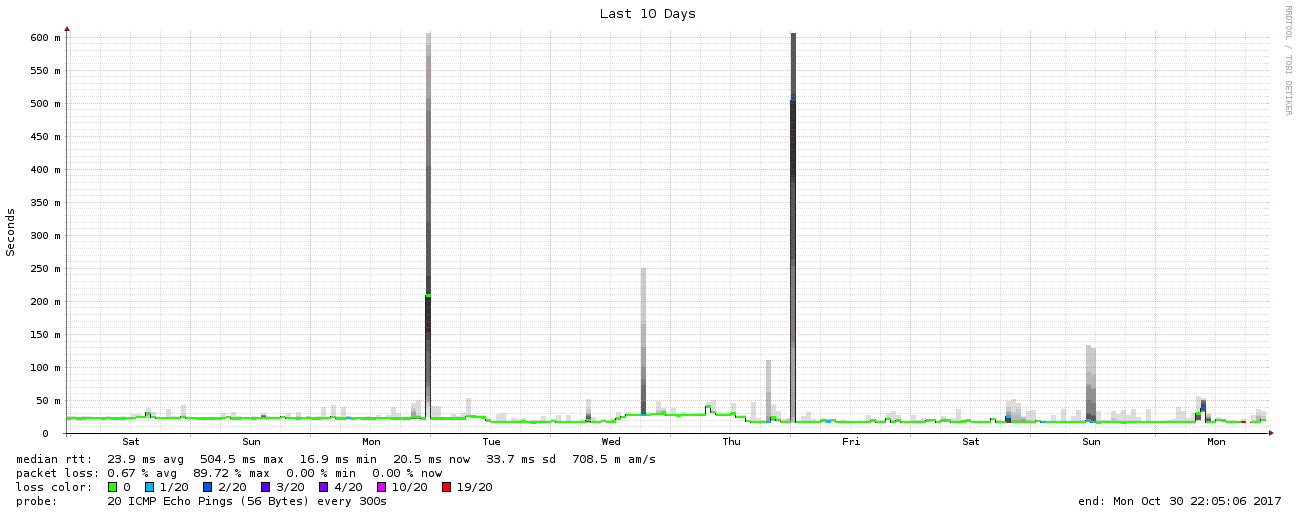 Last 10 Days
RRDTOOL / TOBI OETIKER
Seconds
600 m
550 m
500 m
450 m
400 m
350 m
300 m
250 m
200 m
150 m
100 m
50 m
0
Sat Sun Mon Tue Wed Thu Fri Sat Sun Mon
median rtt: 23.9 ms avg 504.5 ms max 16.9 ms min 20.5 ms now 33.7 ms sd 708.5 m am/s
packet loss: 0.67 % avg 89.72 % max 0.00 % min 0.00 % now
loss color: 0 1/20 2/20 3/20 4/20 10/20 19/20
probe: 20 ICMP Echo Pings (56 Bytes) every 300s end: Mon Oct 30 22:05:06 2017